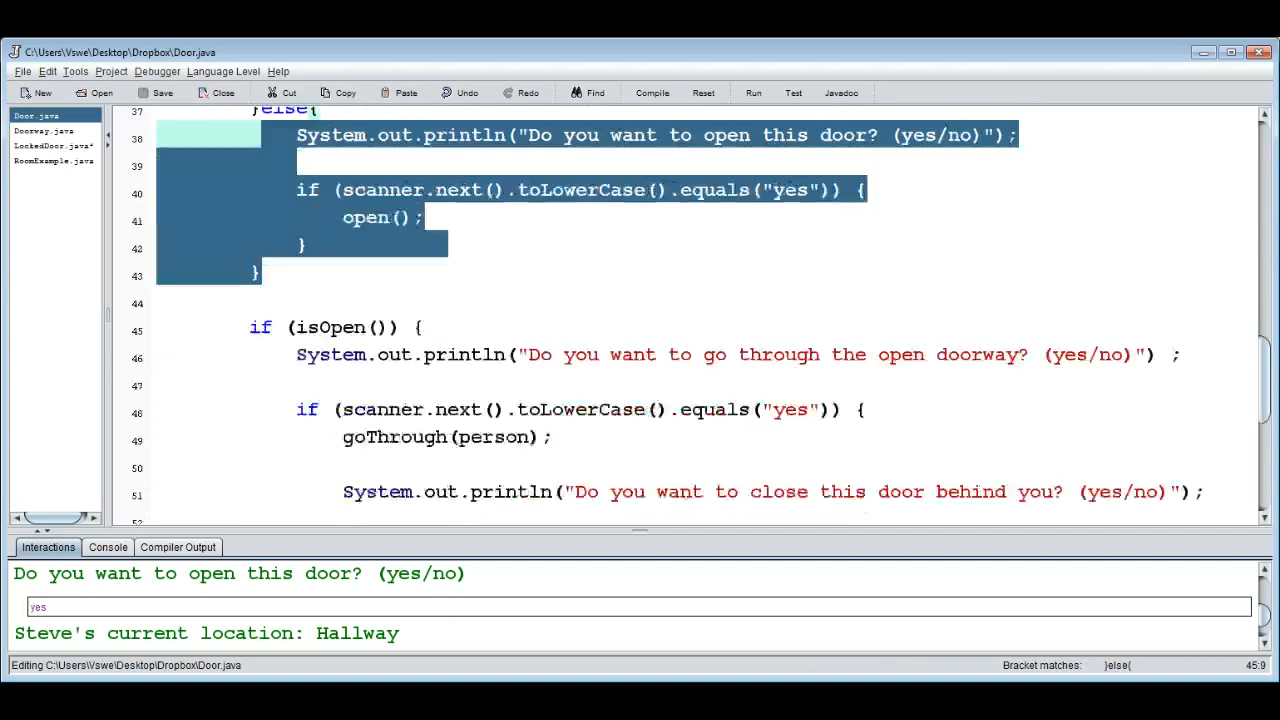 C:\Users\Vswe\Desktop\Dropbox\Door.java
File Edit Tools Project Debugger Language Level Help
New Open Save Close Cut Copy Paste Undo Redo Find Compile Reset Run Test Javadoc
Door.java
Doorway.java
LockedDoor.java*
RoomExample.java
37 }else{
38 System.out.println("Do you want to open this door? (yes/no)");
39
40 if (scanner.next().toLowerCase().equals("yes")) {
41 open();
42 }
43 }
44
45 if (isOpen()) {
46 System.out.println("Do you want to go through the open doorway? (yes/no)") ;
47
48 if (scanner.next().toLowerCase().equals("yes")) {
49 goThrough(person);
50
51 System.out.println("Do you want to close this door behind you? (yes/no)");
52
Interactions Console Compiler Output
Do you want to open this door? (yes/no)
yes
Steve's current location: Hallway
Editing C:\Users\Vswe\Desktop\Dropbox\Door.java Bracket matches: }else{ 45:9